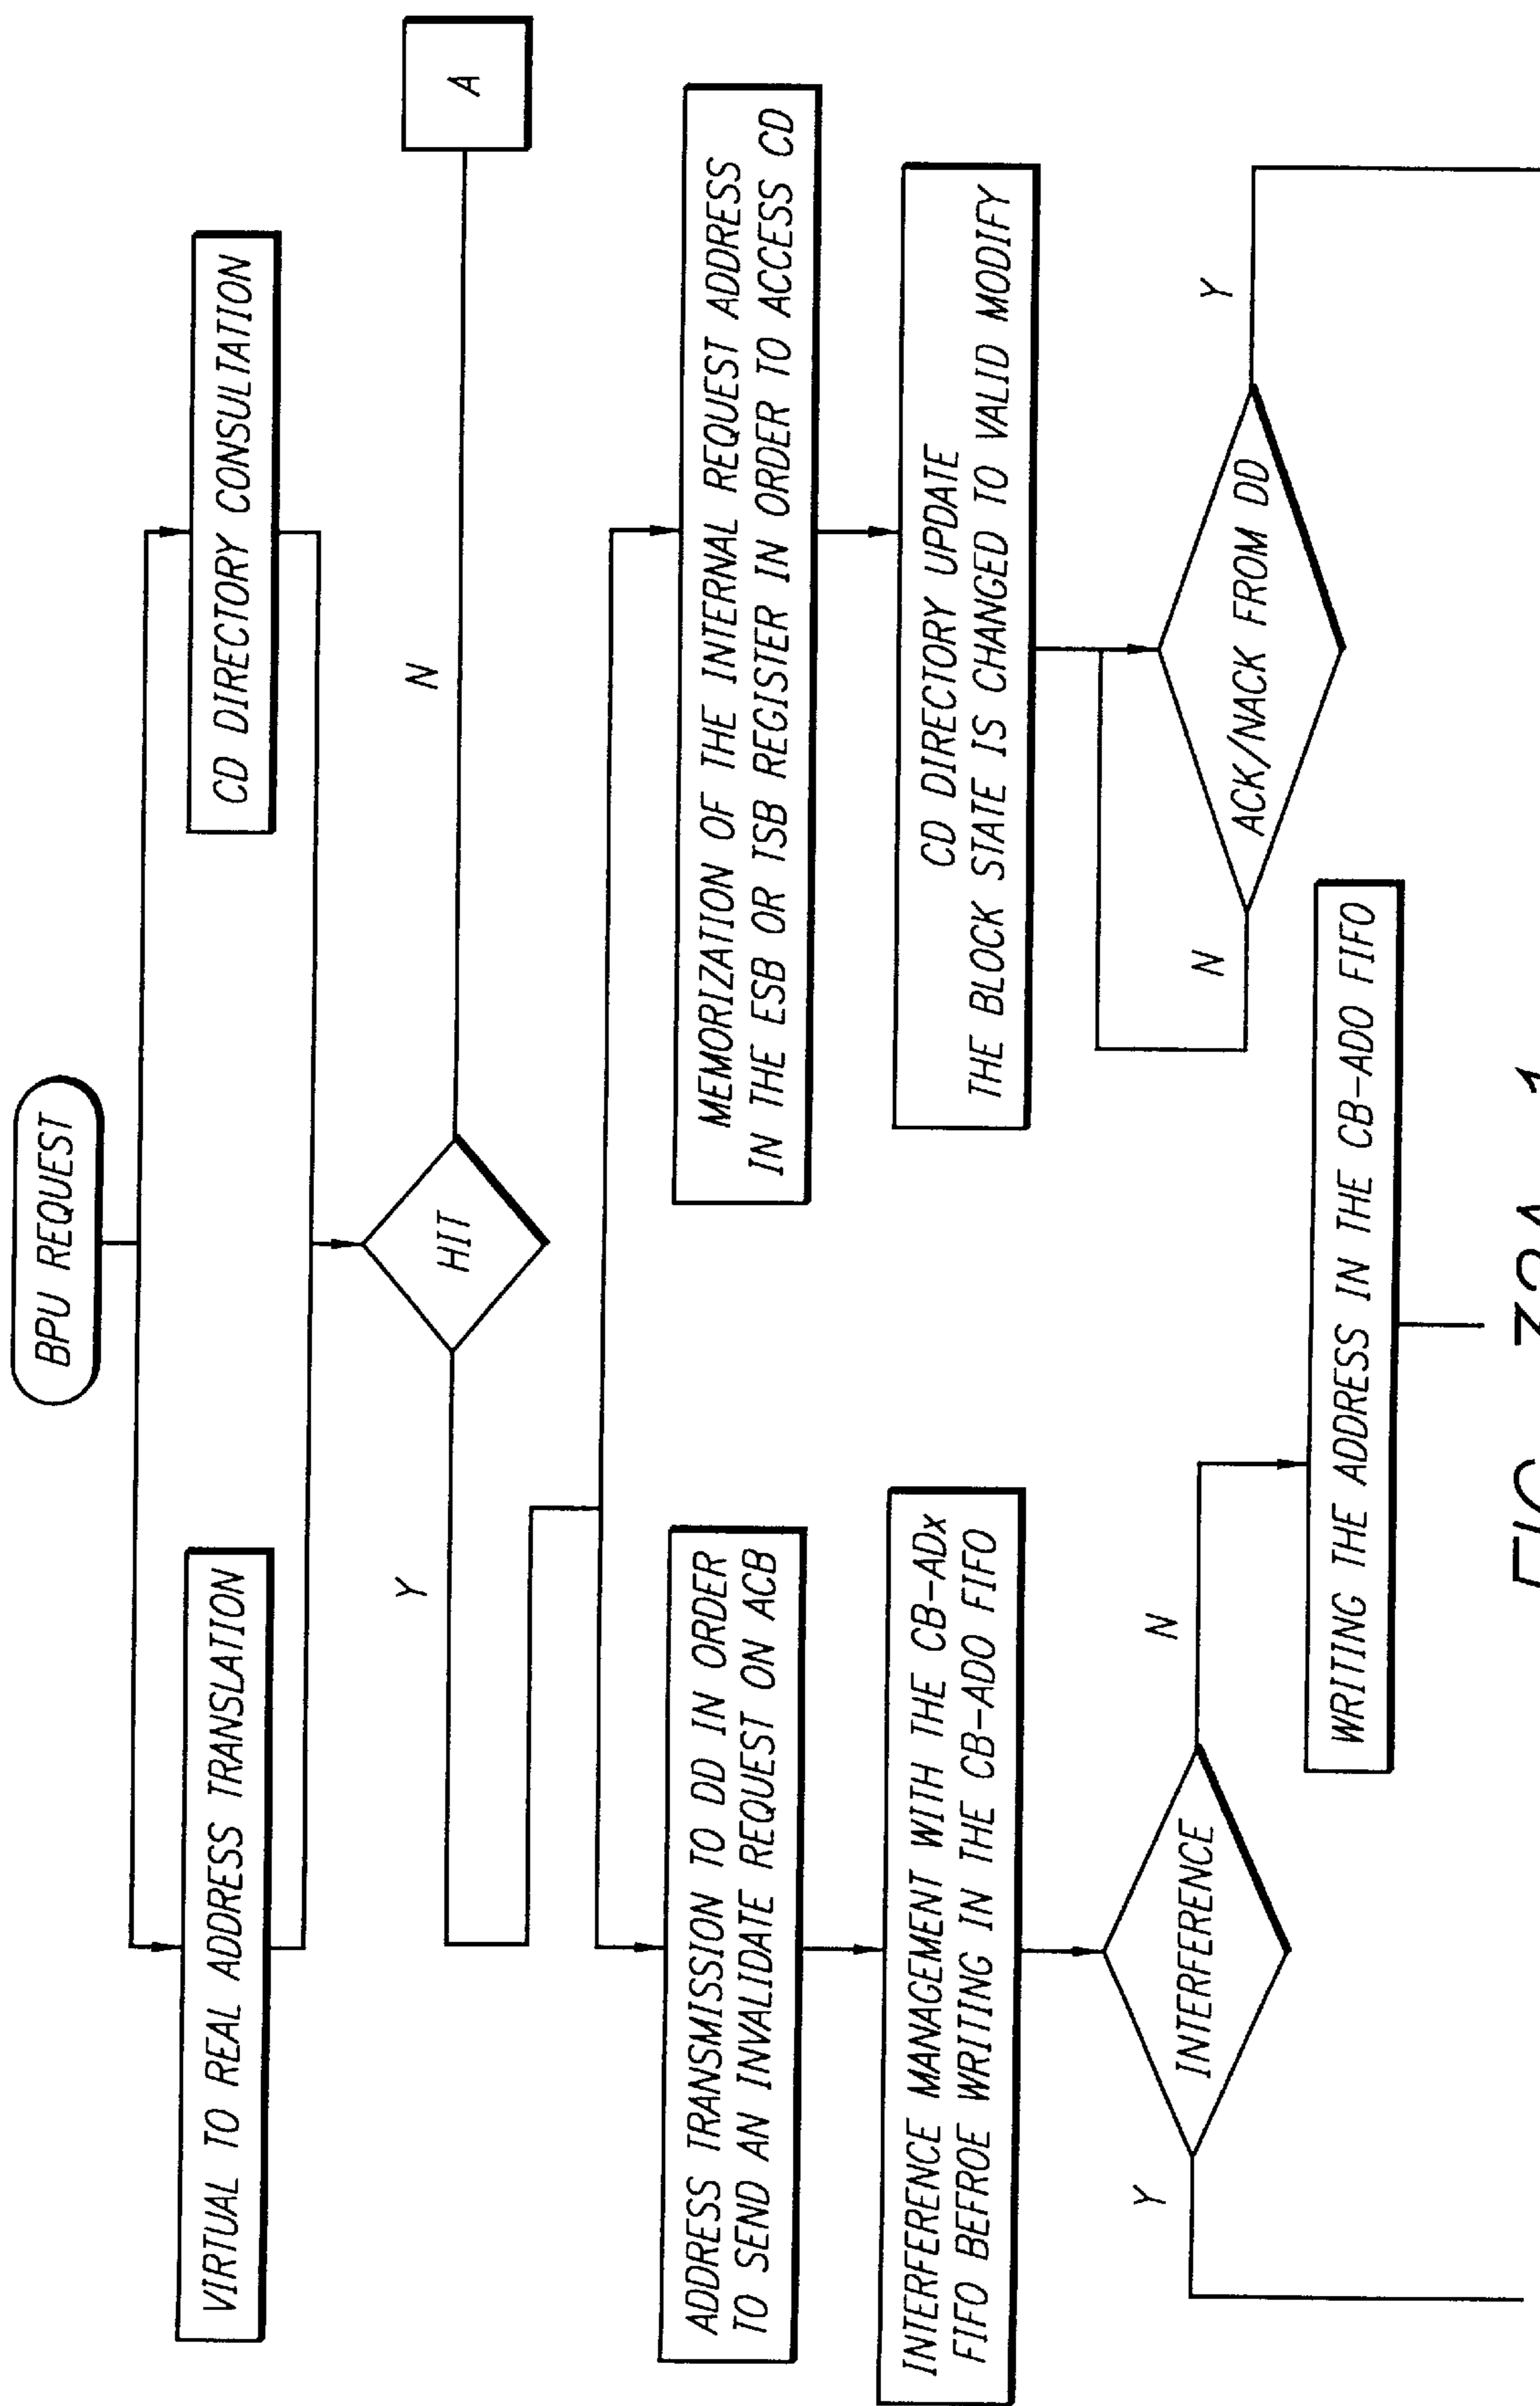 BPU REQUEST
VIRTUAL TO REAL ADDRESS TRANSLATION
CD DIRECTORY CONSULTATION
Y
HIT
N
A
ADDRESS TRANSMISSION TO DD IN ORDER
TO SEND AN INVALIDATE REQUEST ON ACB
MEMORIZATION OF THE INTERNAL REQUEST ADDRESS
IN THE ESB OR TSB REGISTER IN ORDER TO ACCESS CD
INTERFERENCE MANAGEMENT WITH THE CB-ADx
FIFO BEFROE WRITING IN THE CB-ADO FIFO
CD DIRECTORY UPDATE
THE BLOCK STATE IS CHANGED TO VALID MODIFY
Y
INTERFERENCE
N
N
ACK/NACK FROM DD
Y
WRITING THE ADDRESS IN THE CB-ADO FIFO
FIG